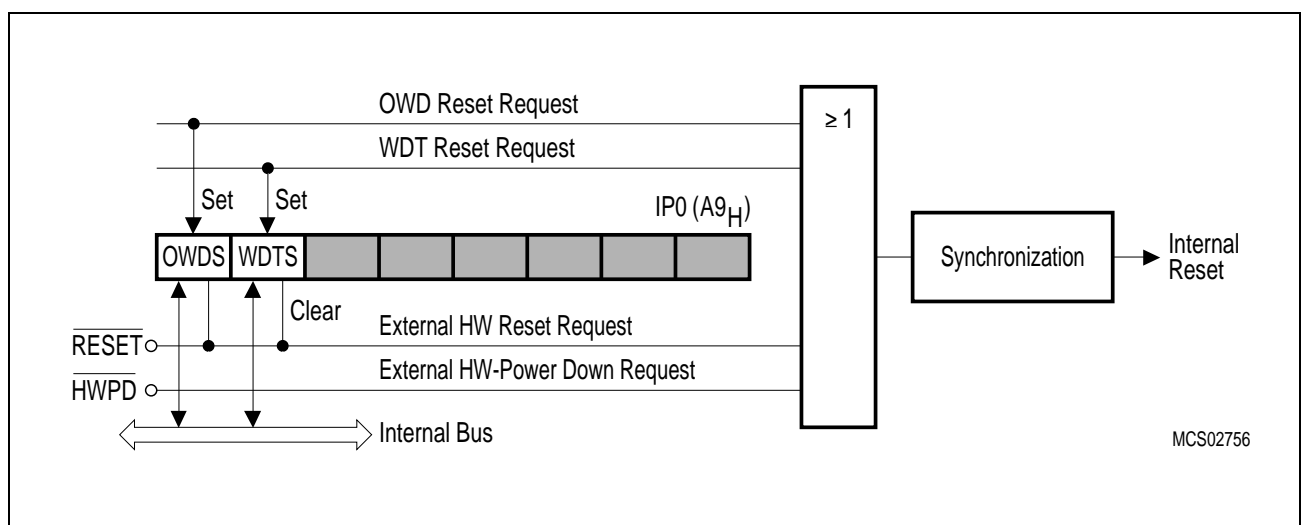 OWD Reset Request
≥ 1
WDT Reset Request
Set
Set
IP0 (A9H)
OWDS
WDTS
Synchronization
Internal
Reset
Clear
External HW Reset Request
RESET
External HW-Power Down Request
HWPD
Internal Bus
MCS02756